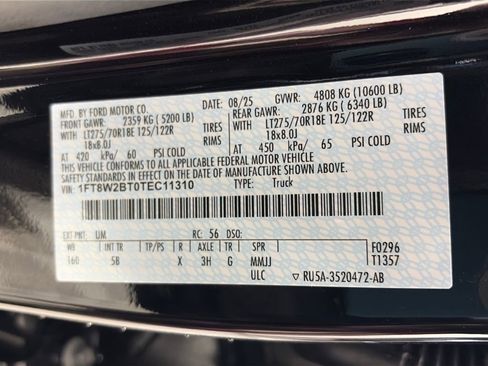 MFD. BY FORD MOTOR CO.
DATE: 08/25 GVWR: 4808 KG (10600 LB)
FRONT GAWR: 2359 KG ( 5200 LB) REAR GAWR: 2876 KG ( 6340 LB)
LT275/70R18E 125/122R TIRES LT275/70R18E 125/122R TIRES
18x8.0J RIMS 18x8.0J RIMS
AT 420 kPa/ 60 PSI COLD AT 450 kPa/ 65 PSI COLD
THIS VEHICLE CONFORMS TO ALL APPLICABLE FEDERAL MOTOR VEHICLE
SAFETY STANDARDS IN EFFECT ON THE DATE OF MANUFACTURE SHOWN ABOVE.
VIN: 1FT8W2BT0TEC11310 TYPE: Truck
EXT PNT: UM RC: 56 DSO:
WB INT TR TP/PS R AXLE TR SPR F0296
160 5B X 3H G MMJJ T1357
ULC RU5A-3520472-AB